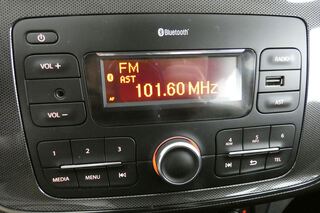 Bluetooth
VOL +
FM
RADIO
AST
101.60 MHz
AF
VOL -
AST
1 2 3
4 5 6
MEDIA MENU
TEL